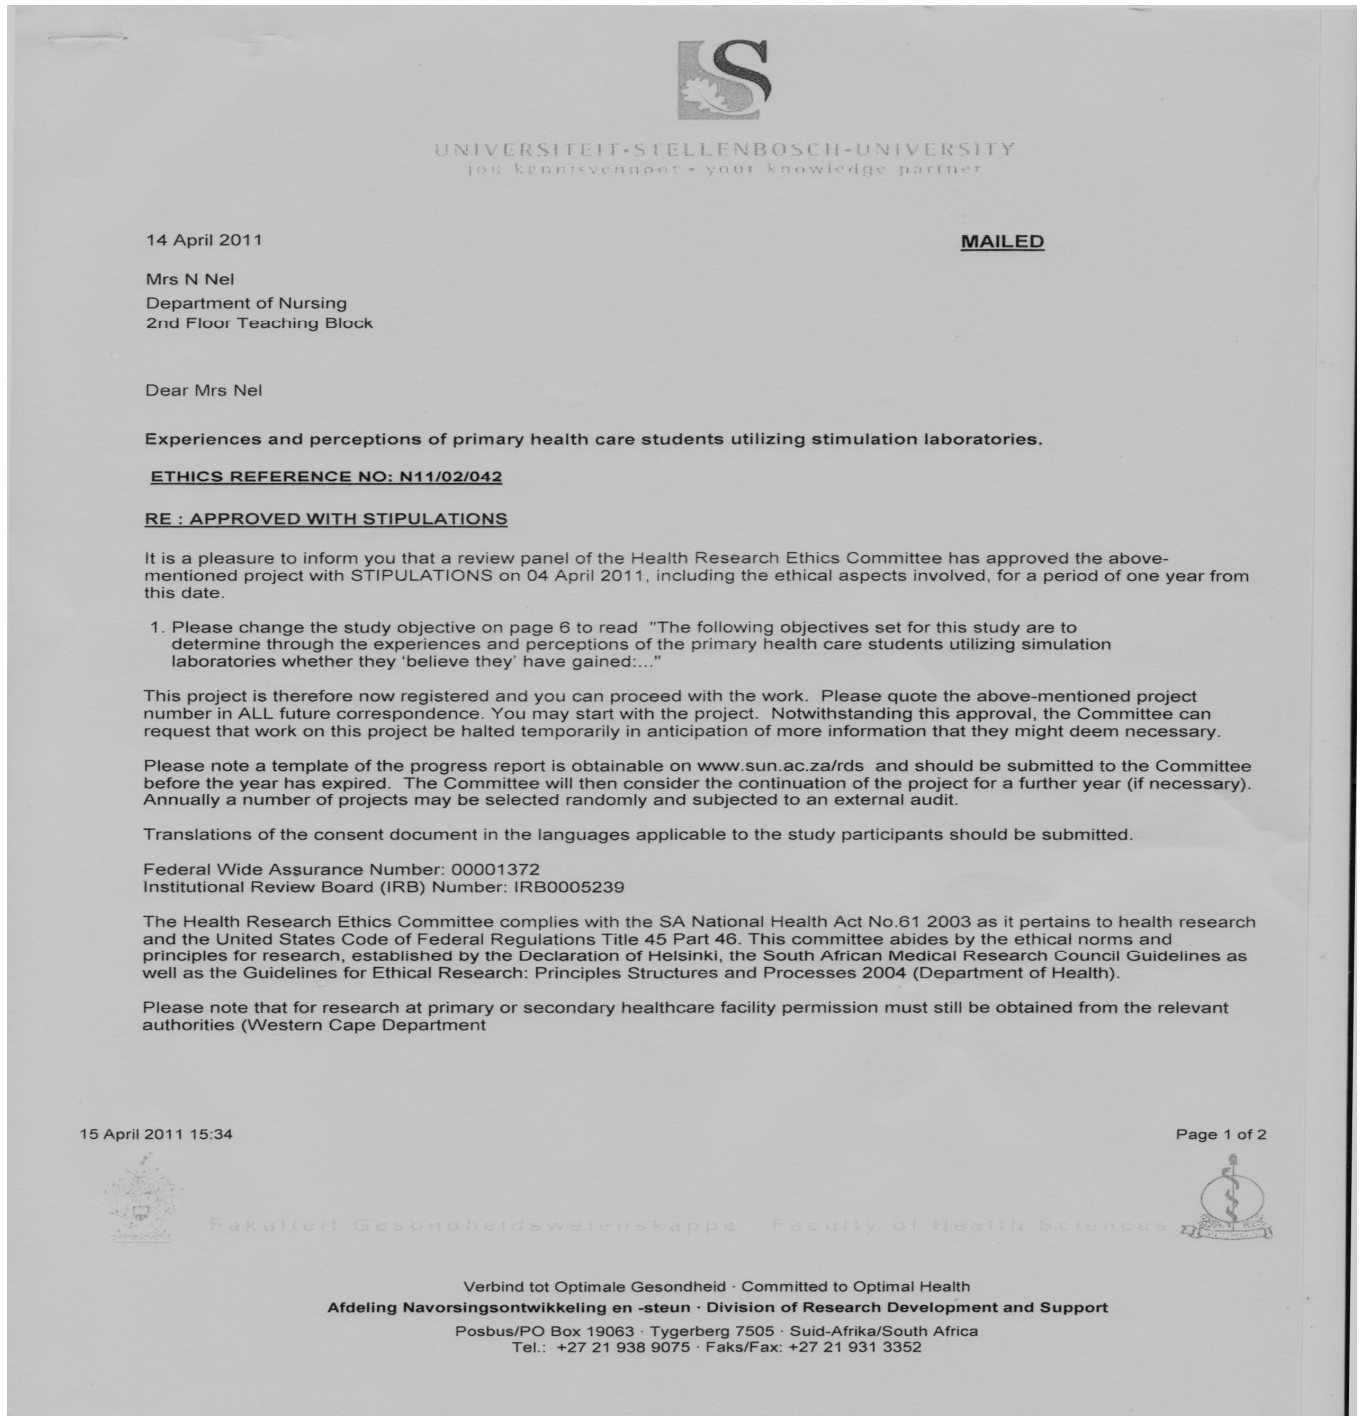 UNIVERSITEIT·STELLENBOSCH·UNIVERSITY
jou kennisvennoot · your knowledge partner
14 April 2011
MAILED
Mrs N Nel
Department of Nursing
2nd Floor Teaching Block
Dear Mrs Nel
Experiences and perceptions of primary health care students utilizing stimulation laboratories.
ETHICS REFERENCE NO: N11/02/042
RE : APPROVED WITH STIPULATIONS
It is a pleasure to inform you that a review panel of the Health Research Ethics Committee has approved the above-
mentioned project with STIPULATIONS on 04 April 2011, including the ethical aspects involved, for a period of one year from
this date.
1. Please change the study objective on page 6 to read "The following objectives set for this study are to
determine through the experiences and perceptions of the primary health care students utilizing simulation
laboratories whether they ‘believe they’ have gained:..."
This project is therefore now registered and you can proceed with the work. Please quote the above-mentioned project
number in ALL future correspondence. You may start with the project. Notwithstanding this approval, the Committee can
request that work on this project be halted temporarily in anticipation of more information that they might deem necessary.
Please note a template of the progress report is obtainable on www.sun.ac.za/rds and should be submitted to the Committee
before the year has expired. The Committee will then consider the continuation of the project for a further year (if necessary).
Annually a number of projects may be selected randomly and subjected to an external audit.
Translations of the consent document in the languages applicable to the study participants should be submitted.
Federal Wide Assurance Number: 00001372
Institutional Review Board (IRB) Number: IRB0005239
The Health Research Ethics Committee complies with the SA National Health Act No.61 2003 as it pertains to health research
and the United States Code of Federal Regulations Title 45 Part 46. This committee abides by the ethical norms and
principles for research, established by the Declaration of Helsinki, the South African Medical Research Council Guidelines as
well as the Guidelines for Ethical Research: Principles Structures and Processes 2004 (Department of Health).
Please note that for research at primary or secondary healthcare facility permission must still be obtained from the relevant
authorities (Western Cape Department
15 April 2011 15:34
Page 1 of 2
Fakulteit Gesondheidswetenskappe Faculty of Health Sciences
Verbind tot Optimale Gesondheid · Committed to Optimal Health
Afdeling Navorsingsontwikkeling en -steun · Division of Research Development and Support
Posbus/PO Box 19063 · Tygerberg 7505 · Suid-Afrika/South Africa
Tel.: +27 21 938 9075 · Faks/Fax: +27 21 931 3352